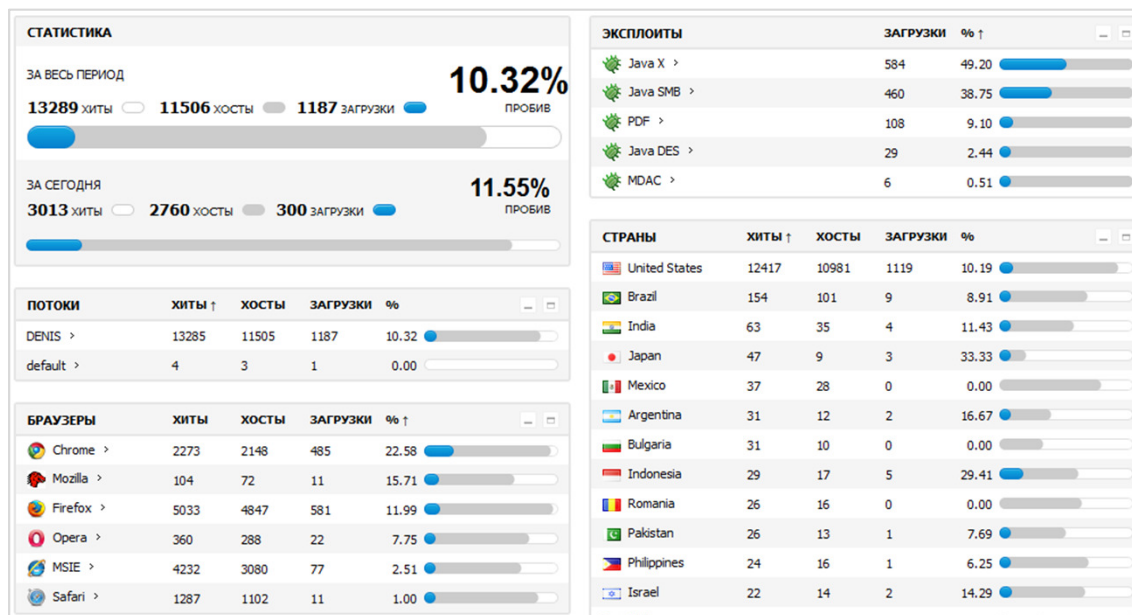 СТАТИСТИКА
ЗА ВЕСЬ ПЕРИОД
10.32%
13289 ХИТЫ 11506 ХОСТЫ 1187 ЗАГРУЗКИ ПРОБИВ
ЗА СЕГОДНЯ
11.55%
3013 ХИТЫ 2760 ХОСТЫ 300 ЗАГРУЗКИ ПРОБИВ
ПОТОКИ ХИТЫ ↑ ХОСТЫ ЗАГРУЗКИ %
DENIS > 13285 11505 1187 10.32
default > 4 3 1 0.00
БРАУЗЕРЫ ХИТЫ ХОСТЫ ЗАГРУЗКИ % ↑
Chrome > 2273 2148 485 22.58
Mozilla > 104 72 11 15.71
Firefox > 5033 4847 581 11.99
Opera > 360 288 22 7.75
MSIE > 4232 3080 77 2.51
Safari > 1287 1102 11 1.00
ЭКСПЛОИТЫ ЗАГРУЗКИ % ↑
Java X > 584 49.20
Java SMB > 460 38.75
PDF > 108 9.10
Java DES > 29 2.44
MDAC > 6 0.51
СТРАНЫ ХИТЫ ↑ ХОСТЫ ЗАГРУЗКИ %
United States 12417 10981 1119 10.19
Brazil 154 101 9 8.91
India 63 35 4 11.43
Japan 47 9 3 33.33
Mexico 37 28 0 0.00
Argentina 31 12 2 16.67
Bulgaria 31 10 0 0.00
Indonesia 29 17 5 29.41
Romania 26 16 0 0.00
Pakistan 26 13 1 7.69
Philippines 24 16 1 6.25
Israel 22 14 2 14.29